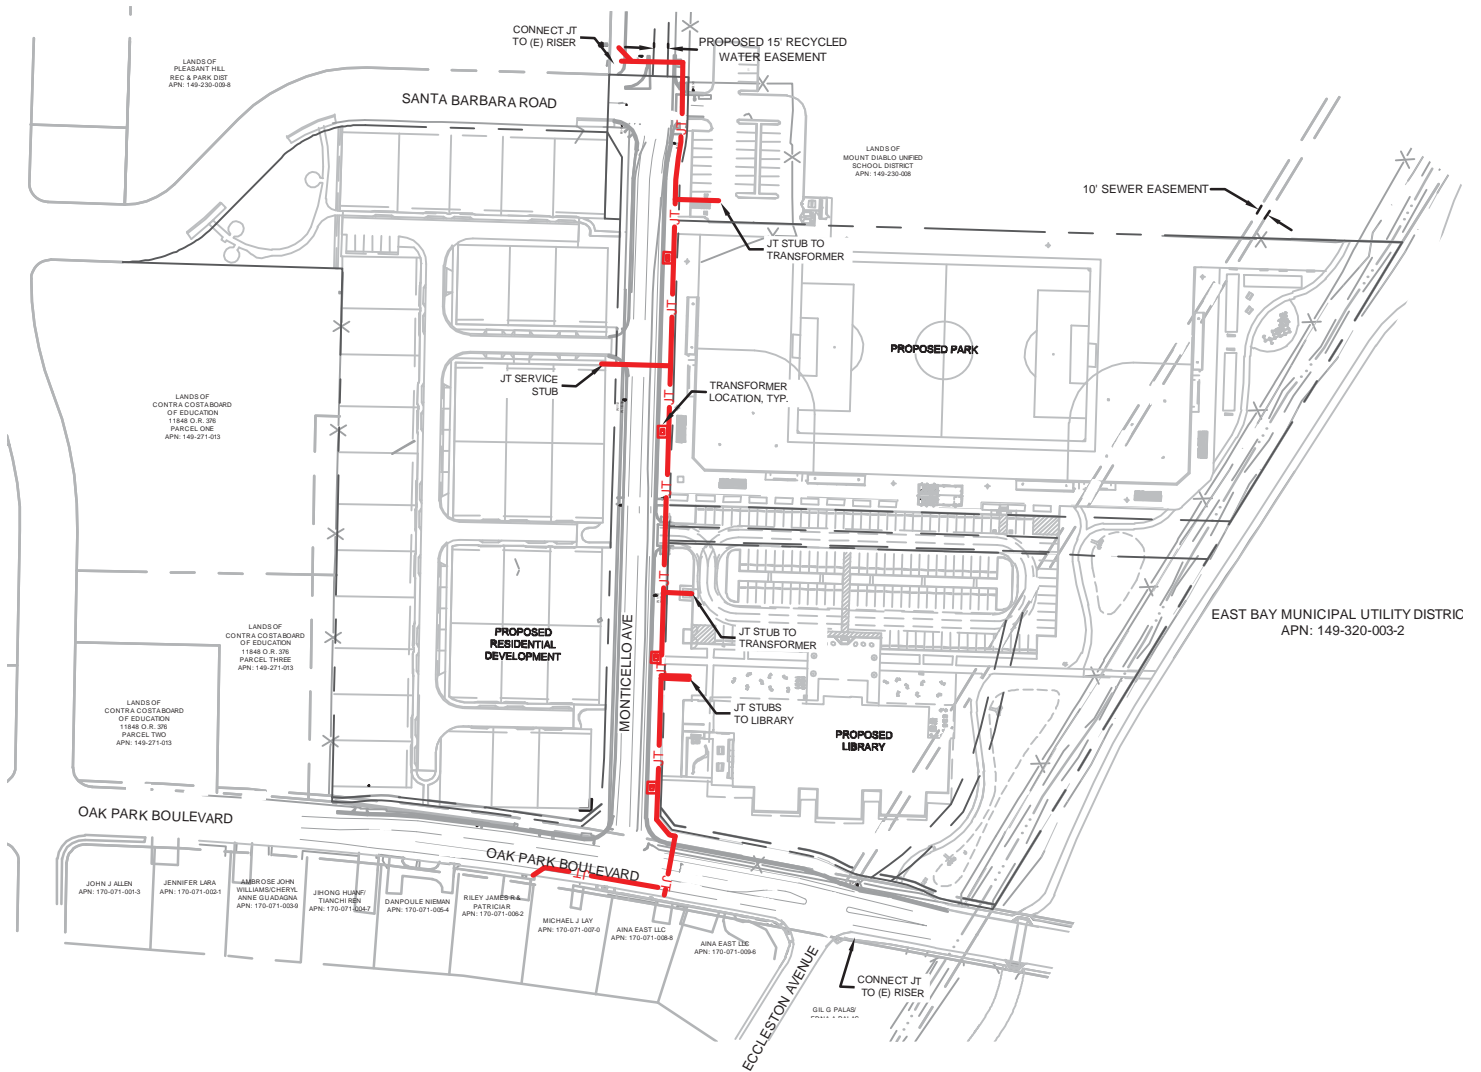 CONNECT JT
TO (E) RISER
PROPOSED 15' RECYCLED
WATER EASEMENT
LANDS OF
PLEASANT HILL
REC & PARK DIST
APN: 149-230-009-8
SANTA BARBARA ROAD
LANDS OF
MOUNT DIABLO UNIFIED
SCHOOL DISTRICT
APN: 149-230-008
10' SEWER EASEMENT
JT
JT
JT STUB TO
TRANSFORMER
JT
PROPOSED PARK
JT SERVICE
STUB
TRANSFORMER
LOCATION, TYP.
JT
LANDS OF
CONTRA COSTA BOARD
OF EDUCATION
11848 O.R. 376
PARCEL ONE
APN: 149-271-013
JT
JT
EAST BAY MUNICIPAL UTILITY DISTRIC
APN: 149-320-003-2
LANDS OF
CONTRA COSTA BOARD
OF EDUCATION
11848 O.R. 376
PARCEL THREE
APN: 149-271-013
PROPOSED
RESIDENTIAL
DEVELOPMENT
MONTICELLO AVE
JT STUB TO
TRANSFORMER
JT STUBS
TO LIBRARY
LANDS OF
CONTRA COSTA BOARD
OF EDUCATION
11848 O.R. 376
PARCEL TWO
APN: 149-271-013
PROPOSED
LIBRARY
JT
OAK PARK BOULEVARD
OAK PARK BOULEVARD
JT
JT
JOHN J ALLEN
APN: 170-071-001-3
JENNIFER LARA
APN: 170-071-002-1
AMBROSE JOHN
WILLIAMS/CHERYL
ANNE GUADAGNA
APN: 170-071-003-9
JIHONG HUANF/
TIANCHI REN
APN: 170-071-004-7
DANPOULE NIEMAN
APN: 170-071-005-4
RILEY JAMES R &
PATRICIA R
APN: 170-071-006-2
MICHAEL J LAY
APN: 170-071-007-0
AINA EAST LLC
APN: 170-071-008-8
AINA EAST LLC
APN: 170-071-009-6
ECCLESTON AVENUE
CONNECT JT
TO (E) RISER
GIL G PALAS/